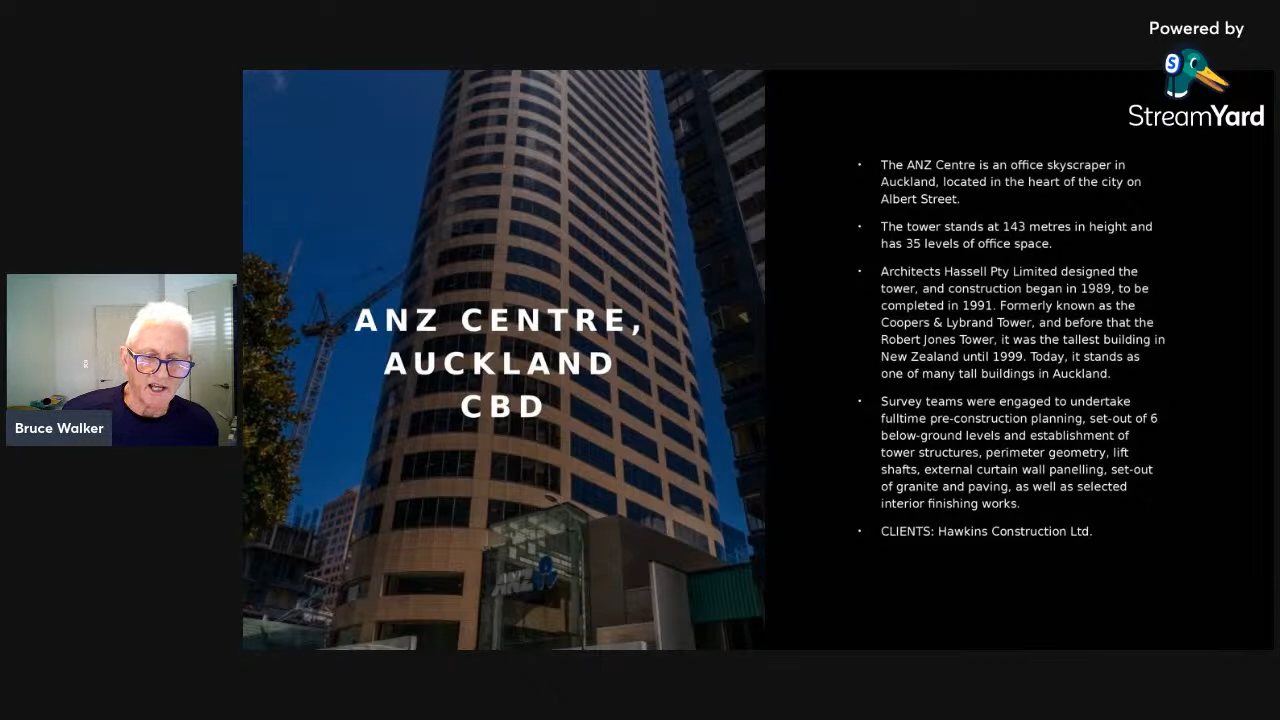 Powered by
S
StreamYard
ANZ CENTRE,
AUCKLAND
CBD
ANZ
• The ANZ Centre is an office skyscraper in
Auckland, located in the heart of the city on
Albert Street.
• The tower stands at 143 metres in height and
has 35 levels of office space.
• Architects Hassell Pty Limited designed the
tower, and construction began in 1989, to be
completed in 1991. Formerly known as the
Coopers & Lybrand Tower, and before that the
Robert Jones Tower, it was the tallest building in
New Zealand until 1999. Today, it stands as
one of many tall buildings in Auckland.
• Survey teams were engaged to undertake
fulltime pre-construction planning, set-out of 6
below-ground levels and establishment of
tower structures, perimeter geometry, lift
shafts, external curtain wall panelling, set-out
of granite and paving, as well as selected
interior finishing works.
• CLIENTS: Hawkins Construction Ltd.
Bruce Walker